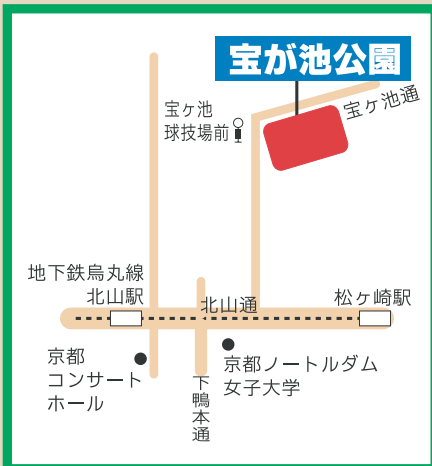 宝が池公園
宝ヶ池通
宝ヶ池
球技場前
地下鉄烏丸線
北山駅
北山通
松ヶ崎駅
京都
コンサート
ホール
下鴨本通
京都ノートルダム
女子大学